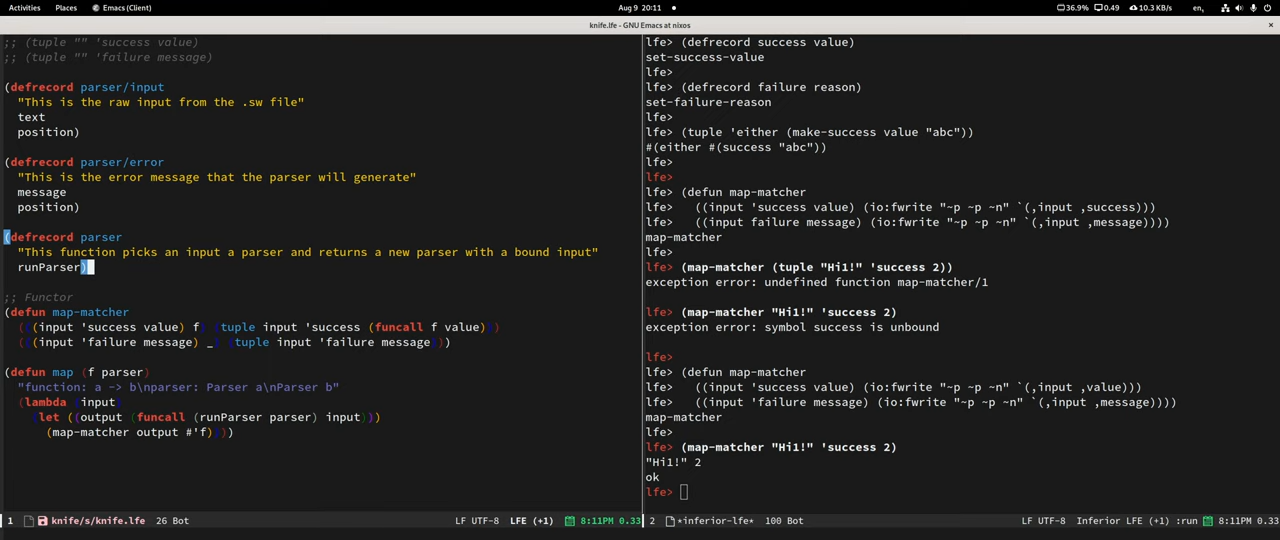 Activities Places Emacs (Client) Aug 9 20:11 36.9% 0.49 10.3 KB/s en,
knife.lfe - GNU Emacs at nixos ×
;; (tuple "" 'success value)
;; (tuple "" 'failure message)
(defrecord parser/input
"This is the raw input from the .sw file"
text
position)
(defrecord parser/error
"This is the error message that the parser will generate"
message
position)
(defrecord parser
"This function picks an input a parser and returns a new parser with a bound input"
runParser)
;; Functor
(defun map-matcher
(((input 'success value) f) (tuple input 'success (funcall f value)))
(((input 'failure message) _) (tuple input 'failure message)))
(defun map (f parser)
"function: a -> b\nparser: Parser a\nParser b"
(lambda (input)
(let ((output (funcall (runParser parser) input)))
(map-matcher output #'f))))
1 knife/s/knife.lfe 26 Bot LF UTF-8 LFE (+1) 8:11PM 0.33
lfe> (defrecord success value)
set-success-value
lfe>
lfe> (defrecord failure reason)
set-failure-reason
lfe>
lfe> (tuple 'either (make-success value "abc"))
#(either #(success "abc"))
lfe>
lfe>
lfe> (defun map-matcher
lfe> ((input 'success value) (io:fwrite "~p ~p ~n" `(,input ,success)))
lfe> ((input failure message) (io:fwrite "~p ~p ~n" `(,input ,message))))
map-matcher
lfe>
lfe> (map-matcher (tuple "Hi1!" 'success 2))
exception error: undefined function map-matcher/1
lfe> (map-matcher "Hi1!" 'success 2)
exception error: symbol success is unbound
lfe>
lfe> (defun map-matcher
lfe> ((input 'success value) (io:fwrite "~p ~p ~n" `(,input ,value)))
lfe> ((input 'failure message) (io:fwrite "~p ~p ~n" `(,input ,message))))
map-matcher
lfe>
lfe> (map-matcher "Hi1!" 'success 2)
"Hi1!" 2
ok
lfe>
2 *inferior-lfe* 100 Bot LF UTF-8 Inferior LFE (+1) :run 8:11PM 0.33